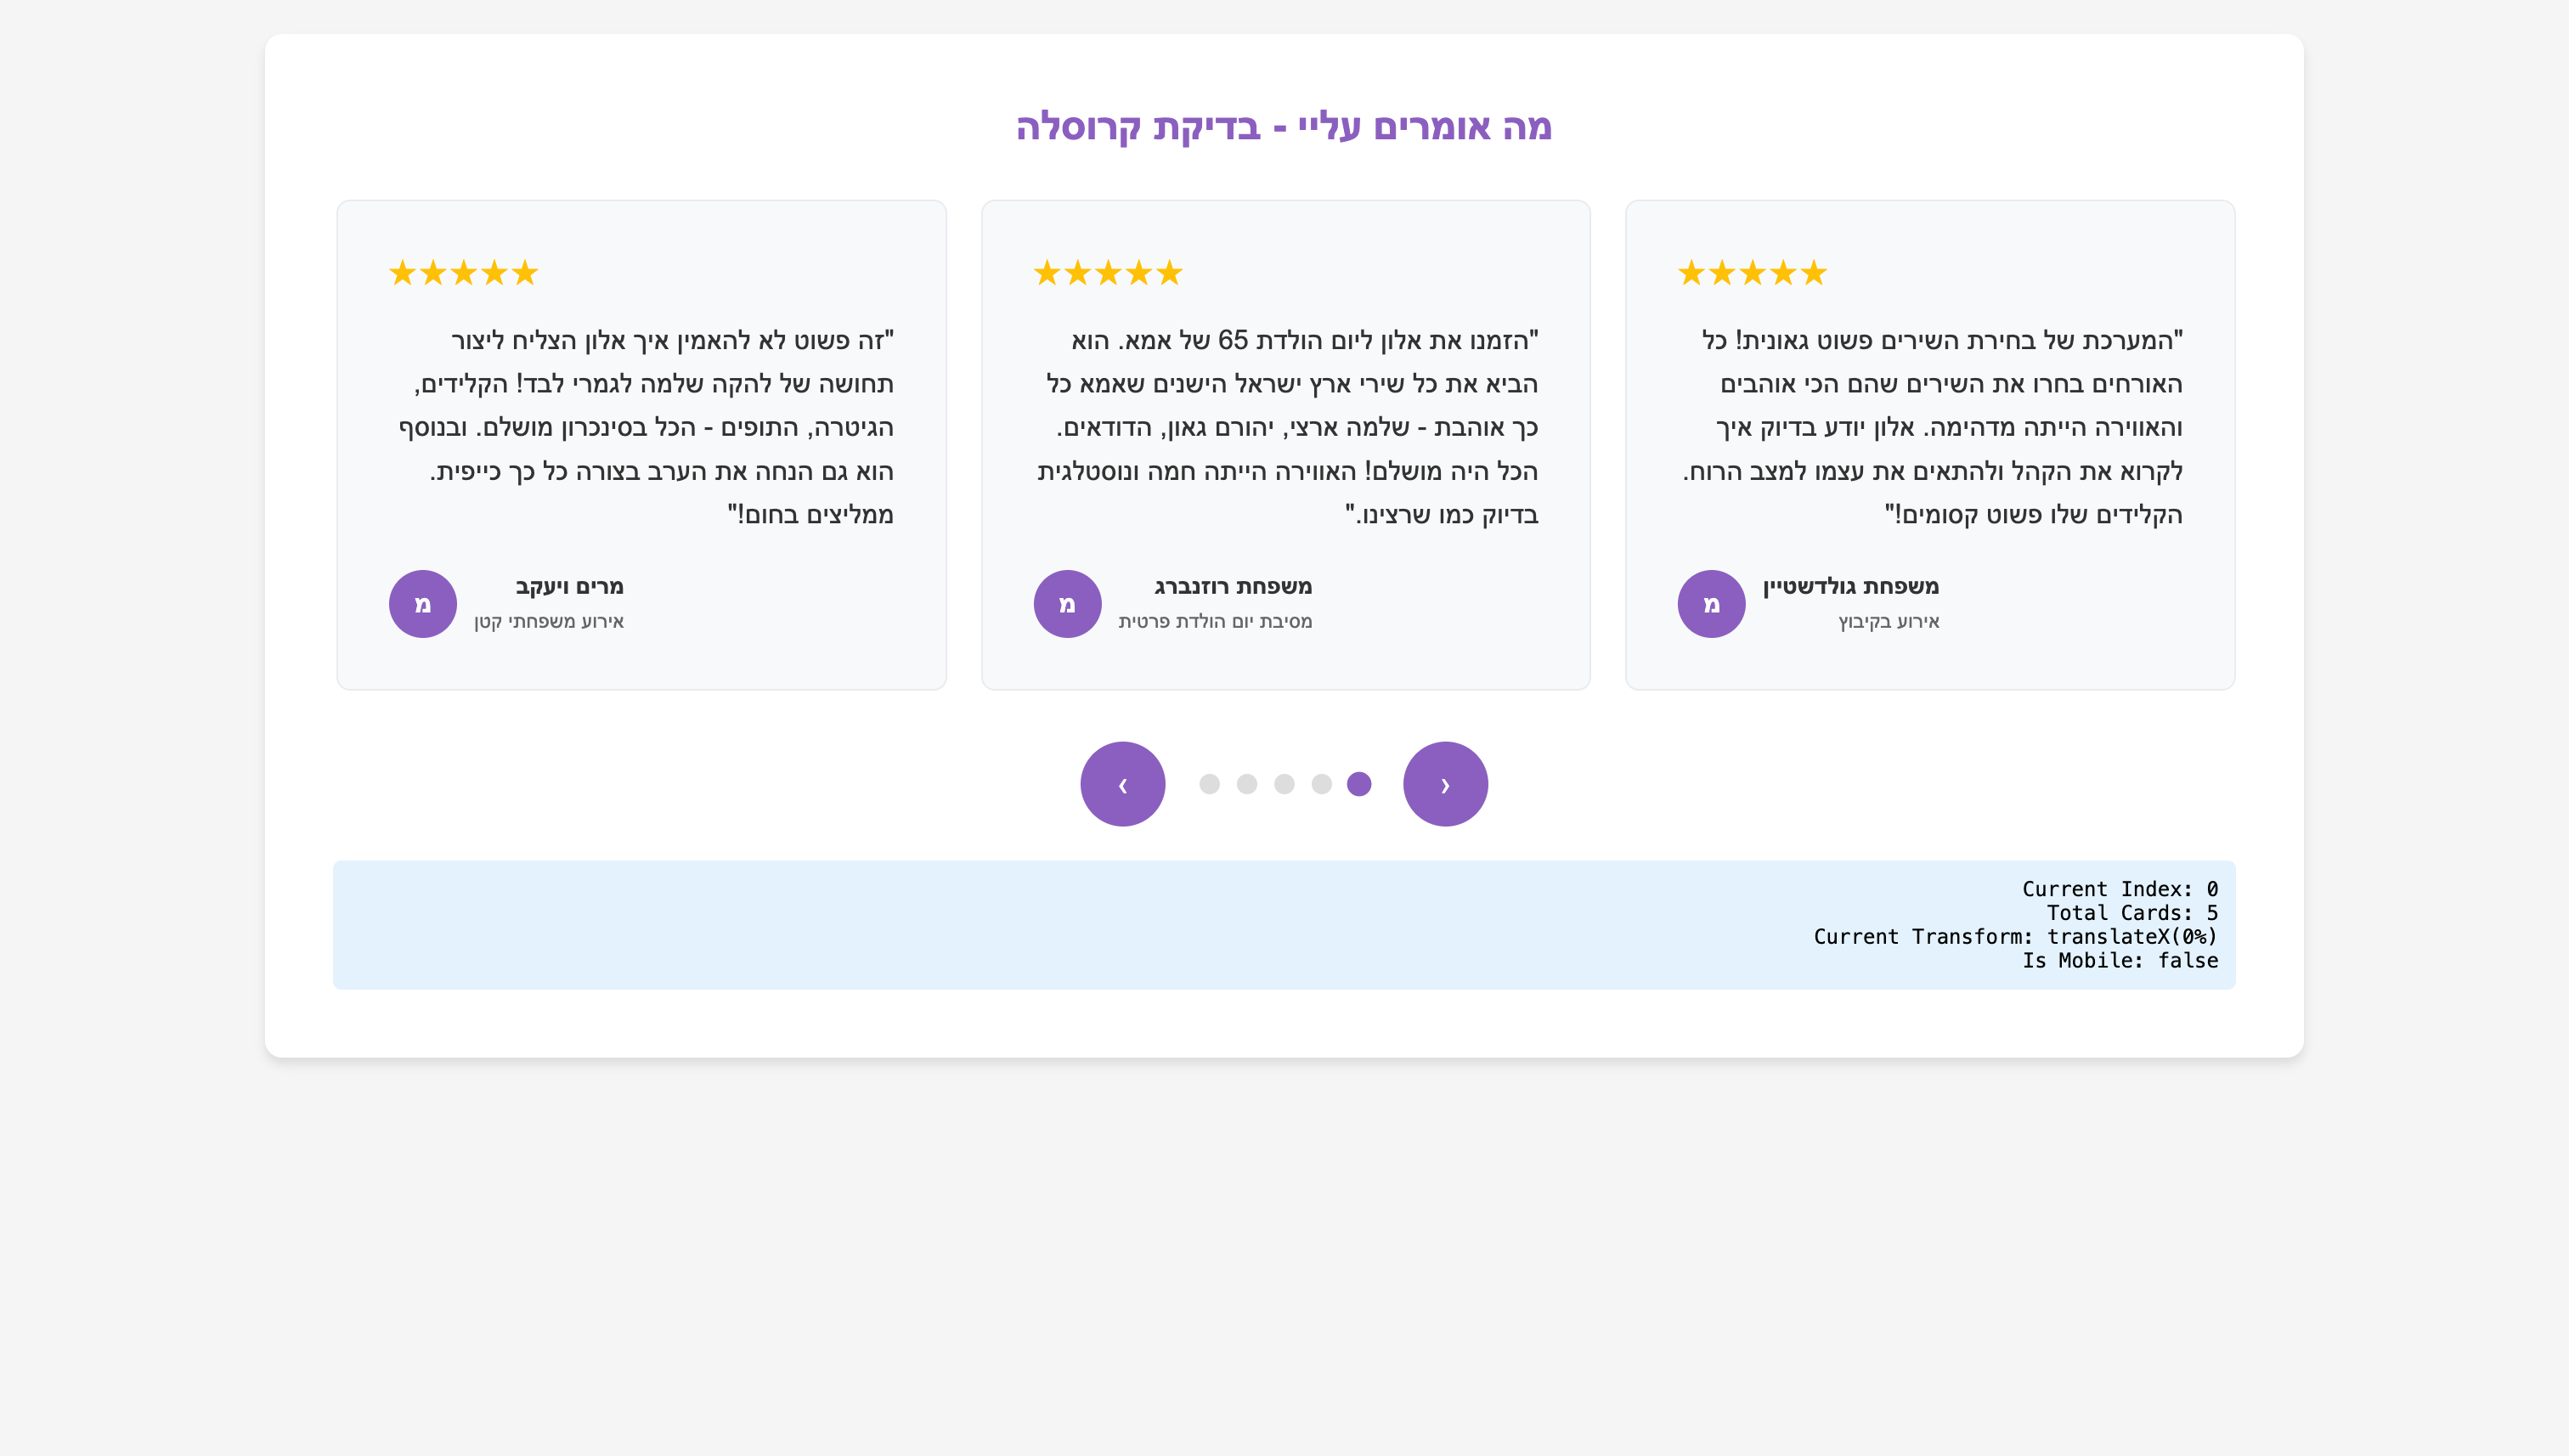 מה אומרים עליי - בדיקת קרוסלה
★★★★★
"המערכת של בחירת השירים פשוט גאונית! כל
האורחים בחרו את השירים שהם הכי אוהבים
והאווירה הייתה מדהימה. אלון יודע בדיוק איך
לקרוא את הקהל ולהתאים את עצמו למצב הרוח.
הקלידים שלו פשוט קסומים!"
משפחת גולדשטיין
אירוע בקיבוץ
מ
★★★★★
"הזמנו את אלון ליום הולדת 65 של אמא. הוא
הביא את כל שירי ארץ ישראל הישנים שאמא כל
כך אוהבת - שלמה ארצי, יהורם גאון, הדודאים.
הכל היה מושלם! האווירה הייתה חמה ונוסטלגית
בדיוק כמו שרצינו."
משפחת רוזנברג
מסיבת יום הולדת פרטית
מ
★★★★★
"זה פשוט לא להאמין איך אלון הצליח ליצור
תחושה של להקה שלמה לגמרי לבד! הקלידים,
הגיטרה, התופים - הכל בסינכרון מושלם. ובנוסף
הוא גם הנחה את הערב בצורה כל כך כייפית.
ממליצים בחום!"
מרים ויעקב
אירוע משפחתי קטן
מ
Current Index: 0
Total Cards: 5
Current Transform: translateX(0%)
Is Mobile: false